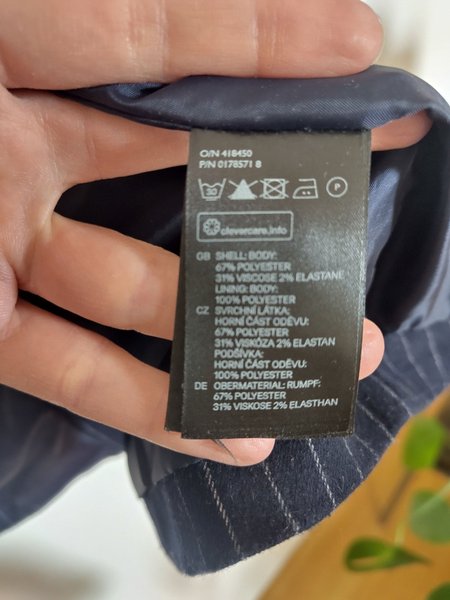 O/N 418450
P/N 0178571 8
30 P
clevercare.info
GB SHELL: BODY:
67% POLYESTER
31% VISCOSE 2% ELASTANE
LINING: BODY:
100% POLYESTER
CZ SVRCHNÍ LÁTKA:
HORNÍ ČÁST ODĚVU:
67% POLYESTER
31% VISKÓZA 2% ELASTAN
PODŠÍVKA:
HORNÍ ČÁST ODĚVU:
100% POLYESTER
DE OBERMATERIAL: RUMPF:
67% POLYESTER
31% VISKOSE 2% ELASTHAN